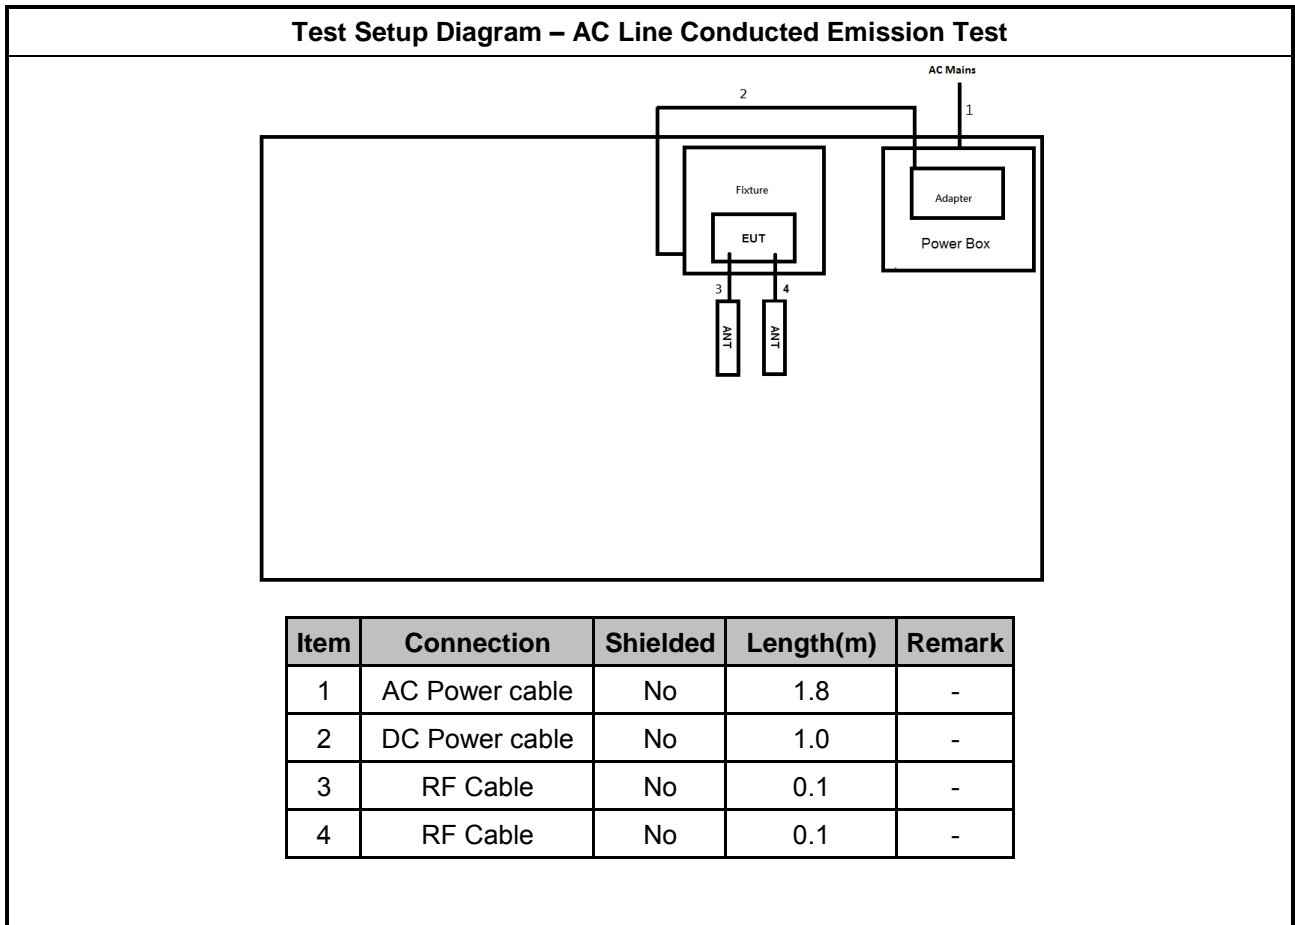 Test Setup Diagram – AC Line Conducted Emission Test
AC Mains
2
1
Fixture
Adapter
EUT
Power Box
3
4
ANT
ANT
Item Connection Shielded Length(m) Remark
1 AC Power cable No 1.8 -
2 DC Power cable No 1.0 -
3 RF Cable No 0.1 -
4 RF Cable No 0.1 -